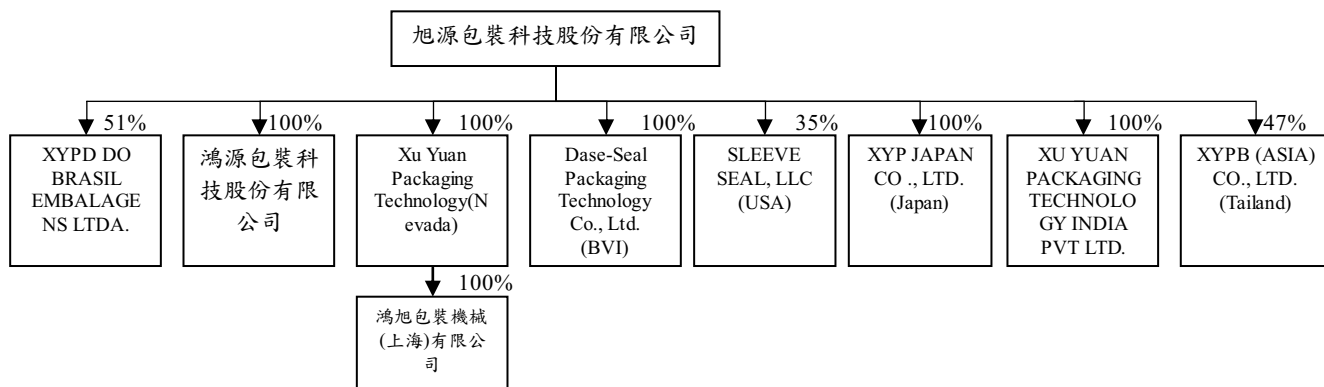 旭源包裝科技股份有限公司
51%
100%
100%
100%
35%
100%
100%
47%
XYPD DO
BRASIL
EMBALAGE
NS LTDA.
鴻源包裝科
技股份有限
公司
Xu Yuan
Packaging
Technology(N
evada)
Dase-Seal
Packaging
Technology
Co., Ltd.
(BVI)
SLEEVE
SEAL, LLC
(USA)
XYP JAPAN
CO ., LTD.
(Japan)
XU YUAN
PACKAGING
TECHNOLO
GY INDIA
PVT LTD.
XYPB (ASIA)
CO., LTD.
(Tailand)
100%
鴻旭包裝機械
(上海)有限公
司